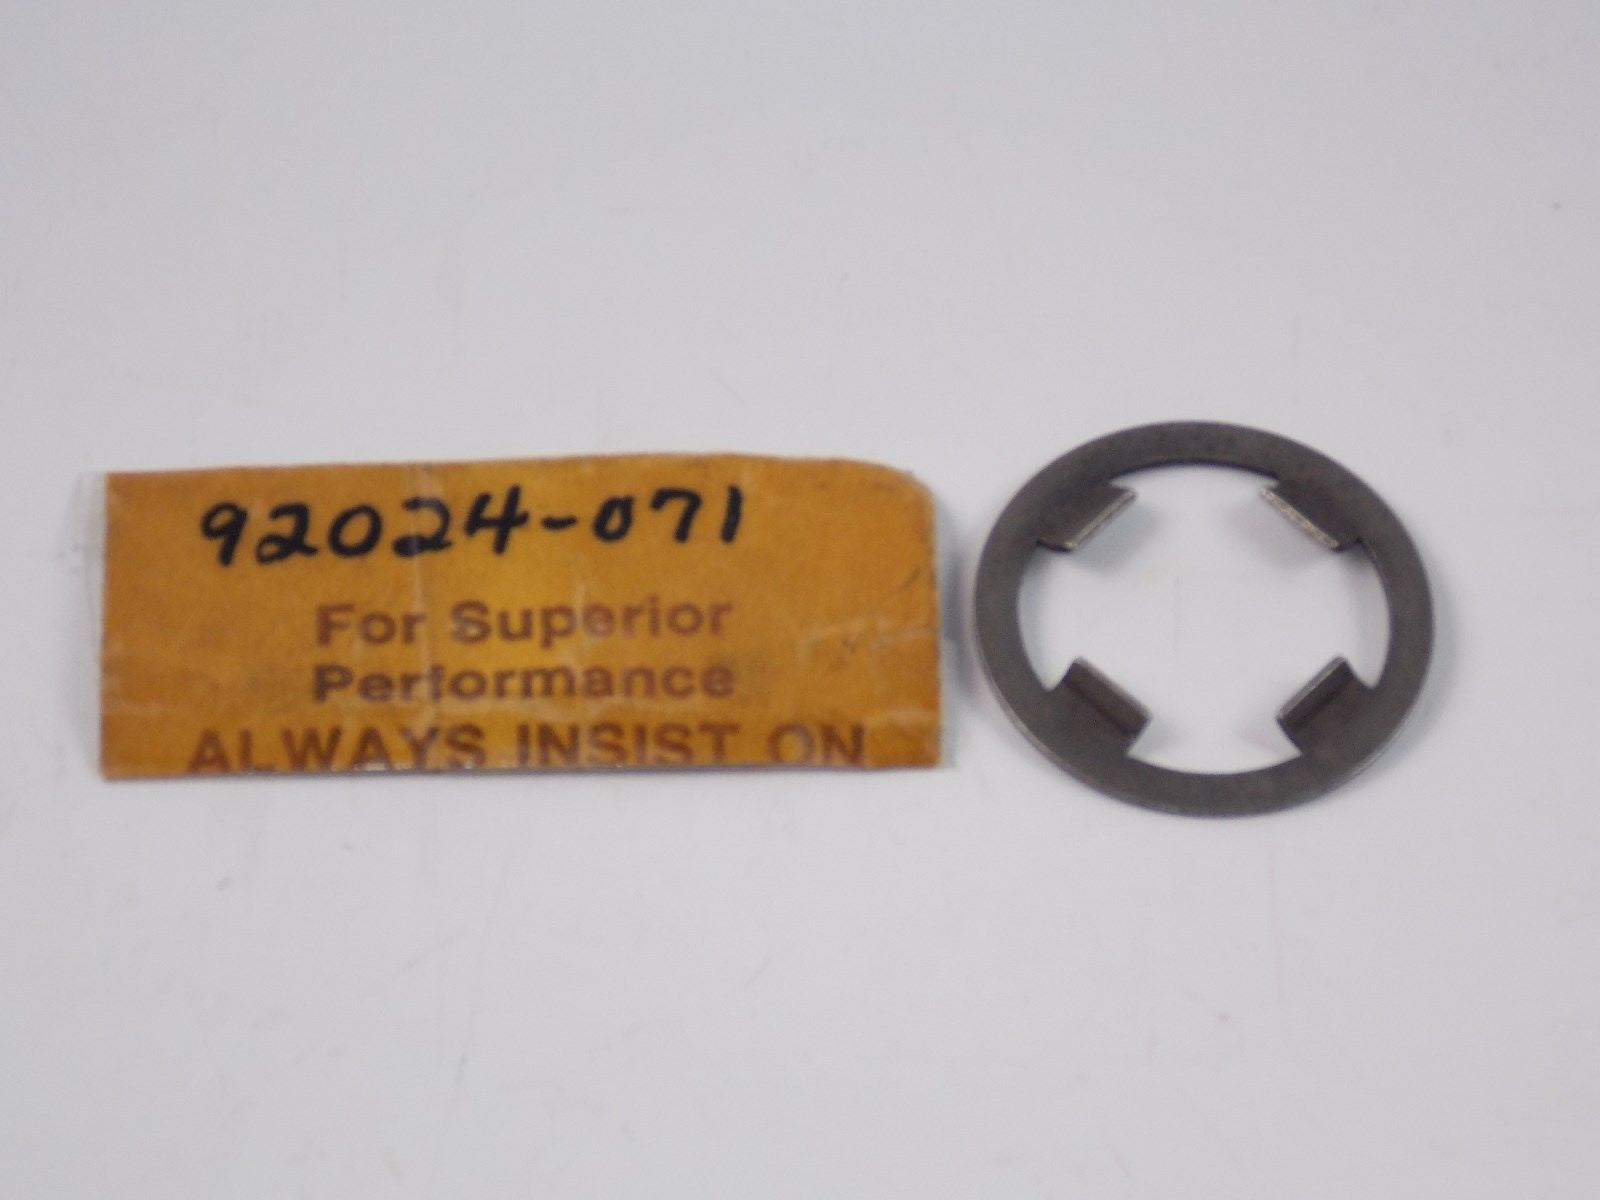 92024-071
For Superior
Performance
ALWAYS INSIST ON